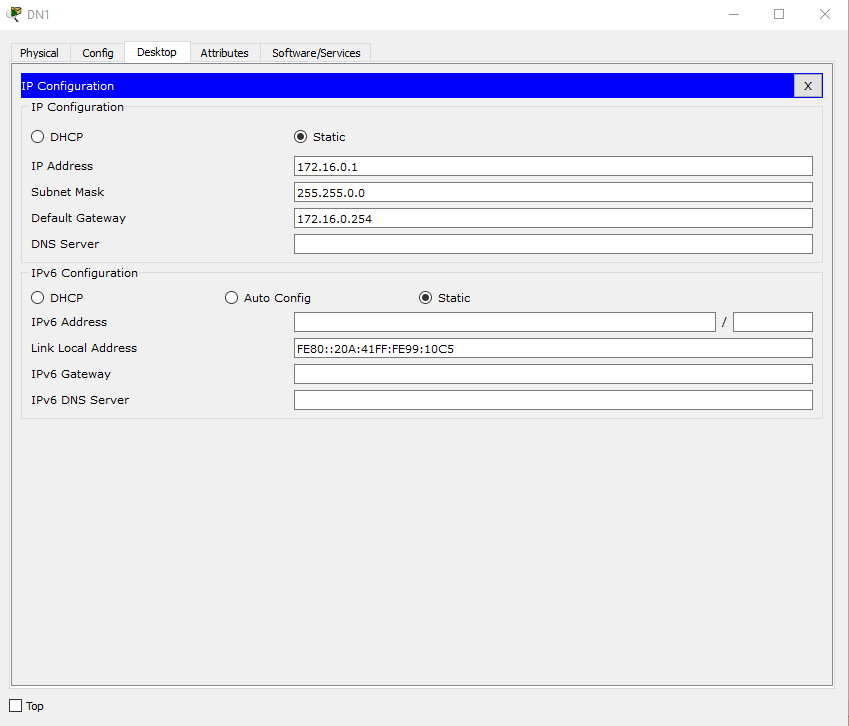 DN1
Physical Config Desktop Attributes Software/Services
IP Configuration X
IP Configuration
DHCP Static
IP Address 172.16.0.1
Subnet Mask 255.255.0.0
Default Gateway 172.16.0.254
DNS Server
IPv6 Configuration
DHCP Auto Config Static
IPv6 Address /
Link Local Address FE80::20A:41FF:FE99:10C5
IPv6 Gateway
IPv6 DNS Server
Top